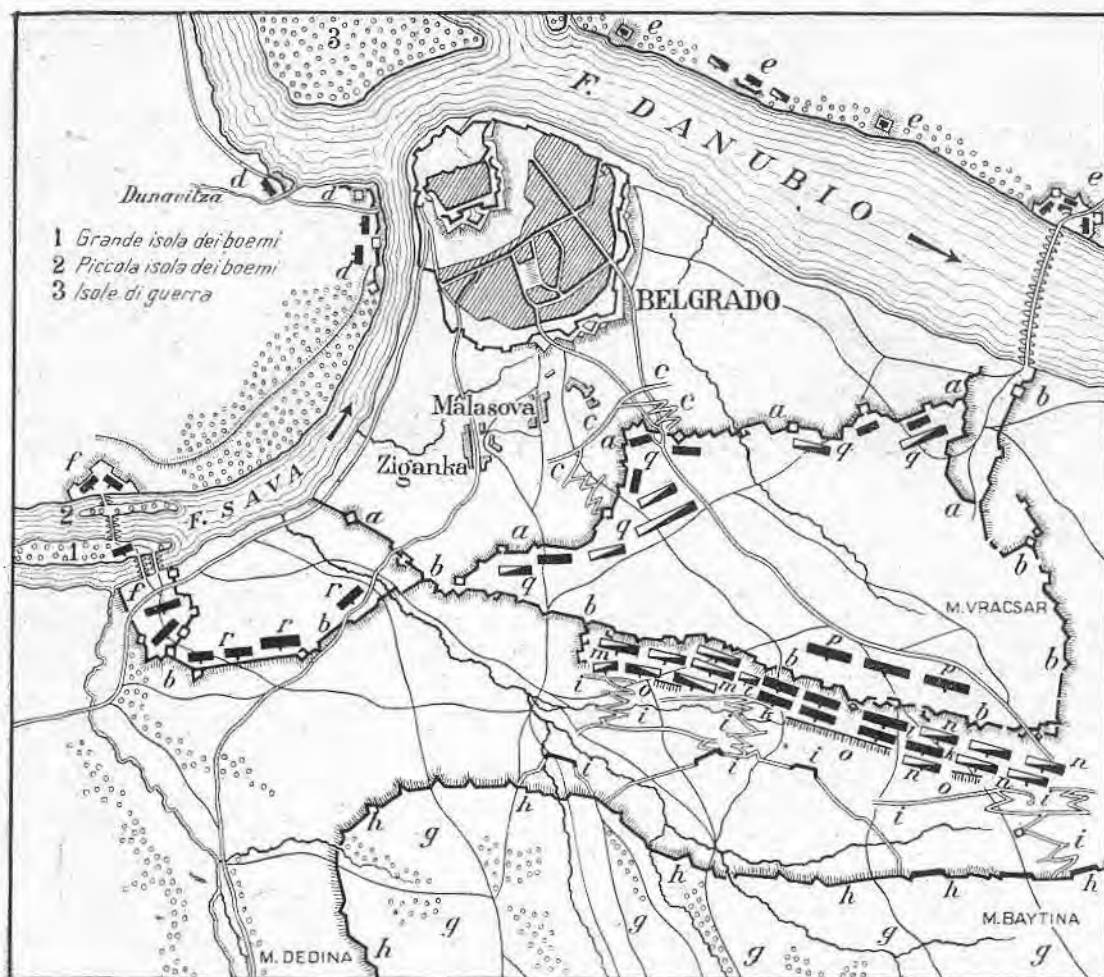 3
e
e
e
e
F. DANUBIO
Dunavitza
d
d
d
1 Grande isola dei boemi
2 Piccola isola dei boemi
3 Isole di guerra
BELGRADO
c
c
c
c
Malasova
Ziganka
a
a
a
a
a
a
b
q
q
q
q
f
2
F. SAVA
1
f
b
b
b
M. VRACSAR
r
r
r
b
b
m
m
p
p
b
b
b
i
o
l
k
i
i
i
o
n
l
k
n
n
o
n
i
i
i
h
h
h
h
h
h
h
g
g
g
g
g
M. DEDINA
M. BAYTINA